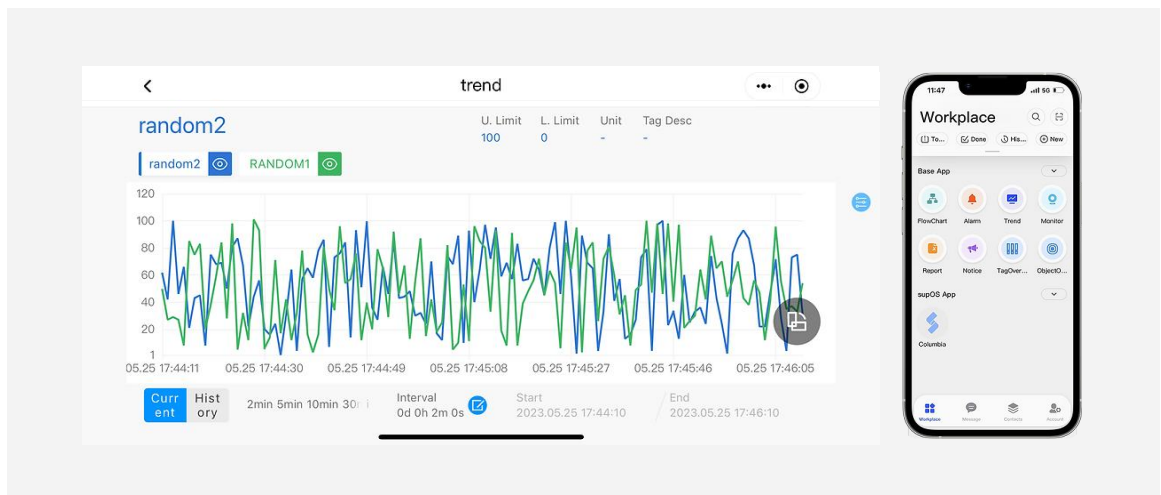 trend
random2
U. Limit L. Limit Unit Tag Desc
100 0 - -
random2 RANDOM1
120
100
80
60
40
20
1
05.25 17:44:11 05.25 17:44:30 05.25 17:44:49 05.25 17:45:08 05.25 17:45:27 05.25 17:45:46 05.25 17:46:05
Curr
ent
Hist
ory
2min 5min 10min 30
Interval
0d 0h 2m 0s
Start
2023.05.25 17:44:10
End
2023.05.25 17:46:10
11:47 5G
Workplace
To... Done His... New
Base App
FlowChart Alarm Trend Monitor
Report Notice TagOver... ObjectO...
supOS App
Columbia
Workplace Message Contacts Account